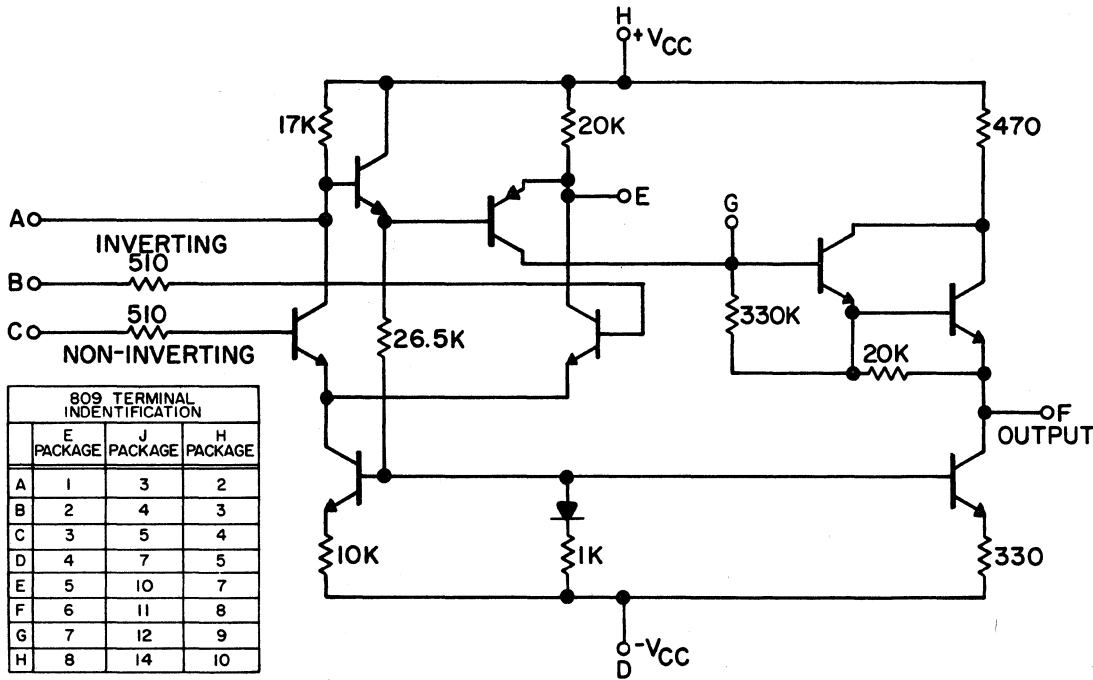 H
+VCC
17K
20K
470
E
G
A
INVERTING
510
B
510
C
NON-INVERTING
26.5K
330K
20K
F
OUTPUT
809 TERMINAL
INDENTIFICATION
E PACKAGE J PACKAGE H PACKAGE
A 1 3 2
B 2 4 3
C 3 5 4
D 4 7 5
E 5 10 7
F 6 11 8
G 7 12 9
H 8 14 10
10K
1K
330
-VCC
D